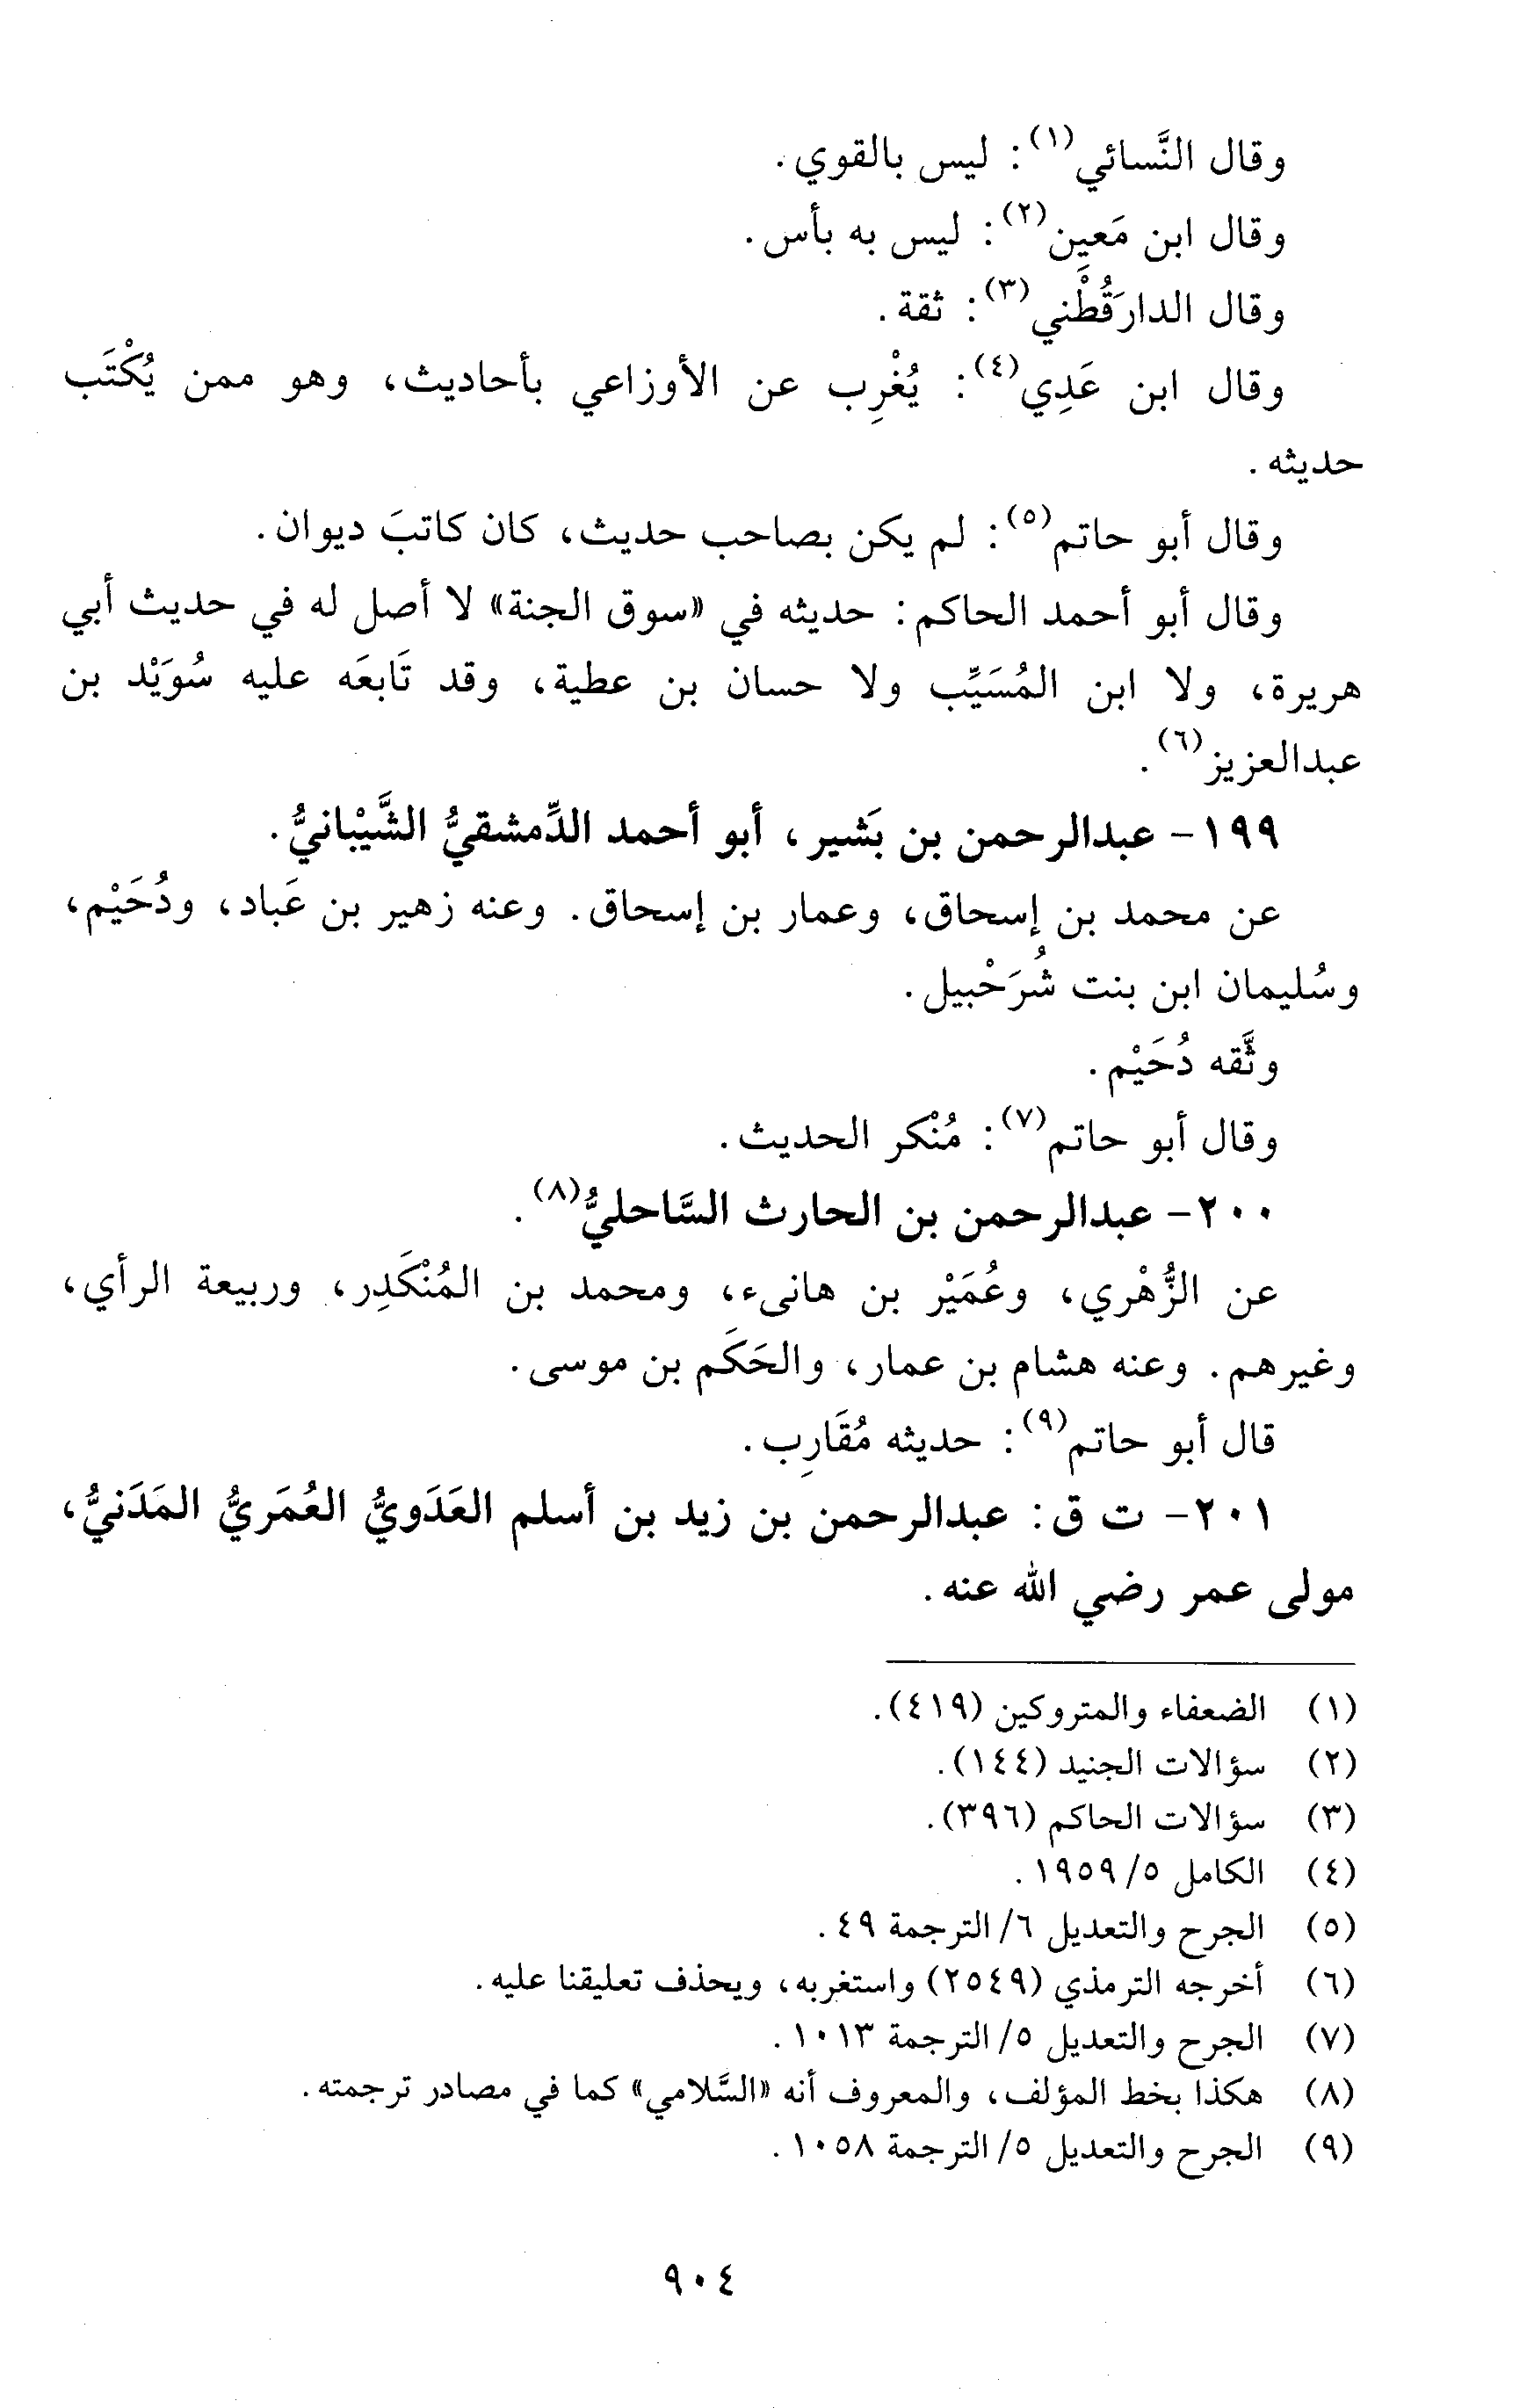 وقال النَّسائي(١): ليس بالقوي.
وقال ابن مَعين(٢): ليس به بأس.
وقال الدارَقُطْني(٣): ثقة.
وقال ابن عَدِي(٤): يُغْرِب عن الأوزاعي بأحاديث، وهو ممن يُكْتَب
حديثه.
وقال أبو حاتم(٥): لم يكن بصاحب حديث، كان كاتبَ ديوان.
وقال أبو أحمد الحاكم: حديثه في «سوق الجنة» لا أصل له في حديث أبي
هريرة، ولا ابن المُسَيِّب ولا حسان بن عطية، وقد تَابعَه عليه سُوَيْد بن
عبدالعزيز(٦).
١٩٩- عبدالرحمن بن بَشير، أبو أحمد الدِّمشقيُّ الشَّيْبانيُّ.
عن محمد بن إسحاق، وعمار بن إسحاق. وعنه زهير بن عَباد، ودُحَيْم،
وسُليمان ابن بنت شُرَحْبيل.
وثَّقه دُحَيْم.
وقال أبو حاتم(٧): مُنْكر الحديث.
٢٠٠- عبدالرحمن بن الحارث السَّاحليُّ(٨).
عن الزُّهْري، وعُمَيْر بن هانىء، ومحمد بن المُنْكَدِر، وربيعة الرأي،
وغيرهم. وعنه هشام بن عمار، والحَكَم بن موسى.
قال أبو حاتم(٩): حديثه مُقَارِب.
٢٠١- ت ق: عبدالرحمن بن زيد بن أسلم العَدَويُّ العُمَريُّ المَدَنيُّ،
مولى عمر رضي الله عنه.
(١) الضعفاء والمتروكين (٤١٩).
(٢) سؤالات الجنيد (١٤٤).
(٣) سؤالات الحاكم (٣٩٦).
(٤) الكامل ٥/ ١٩٥٩.
(٥) الجرح والتعديل ٦/ الترجمة ٤٩.
(٦) أخرجه الترمذي (٢٥٤٩) واستغربه، ويحذف تعليقنا عليه.
(٧) الجرح والتعديل ٥/ الترجمة ١٠١٣.
(٨) هكذا بخط المؤلف، والمعروف أنه «السَّلامي» كما في مصادر ترجمته.
(٩) الجرح والتعديل ٥/ الترجمة ١٠٥٨.
٩٠٤